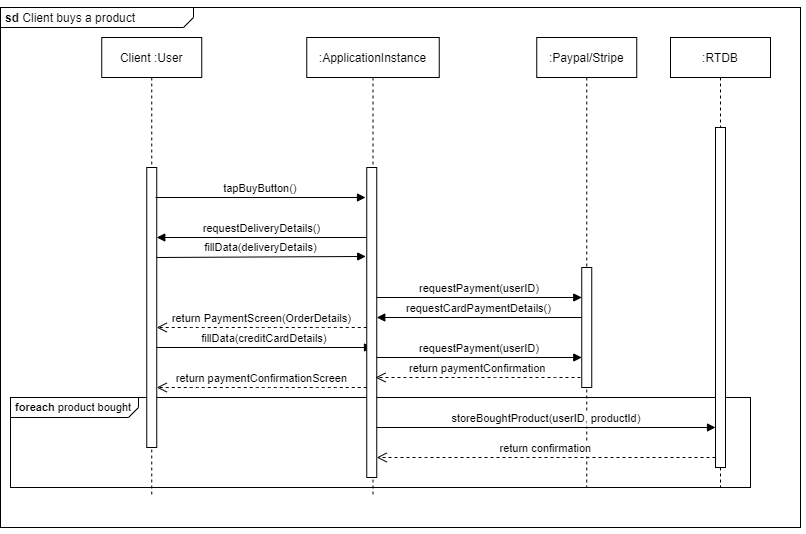 sd Client buys a product
Client :User
:ApplicationInstance
:Paypal/Stripe
:RTDB
tapBuyButton()
requestDeliveryDetails()
fillData(deliveryDetails)
requestPayment(userID)
requestCardPaymentDetails()
return PaymentScreen(OrderDetails)
fillData(creditCardDetails)
requestPayment(userID)
return paymentConfirmation
return paymentConfirmationScreen
foreach product bought
storeBoughtProduct(userID, productId)
return confirmation